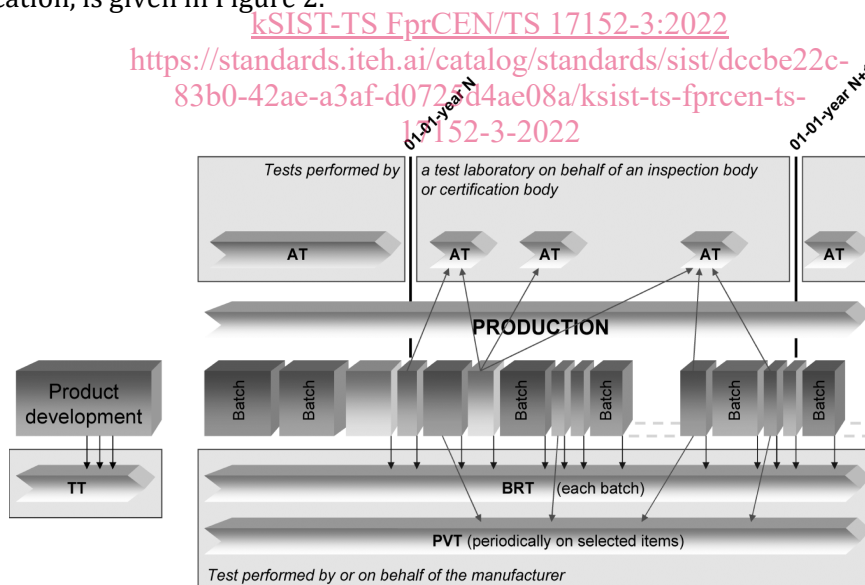 cation, is given in Figure 2.
kSIST-TS FprCEN/TS 17152-3:2022
https://standards.iteh.ai/catalog/standards/sist/dccbe22c-
83b0-42ae-a3af-d0725d4ae08a/ksist-ts-fprcen-ts-
17152-3-2022
01-01-year N
01-01-year N+
Tests performed by
a test laboratory on behalf of an inspection body
or certification body
AT
AT
AT
AT
AT
PRODUCTION
Product
development
Batch
Batch
Batch
Batch
Batch
Batch
TT
BRT (each batch)
PVT (periodically on selected items)
Test performed by or on behalf of the manufacturer